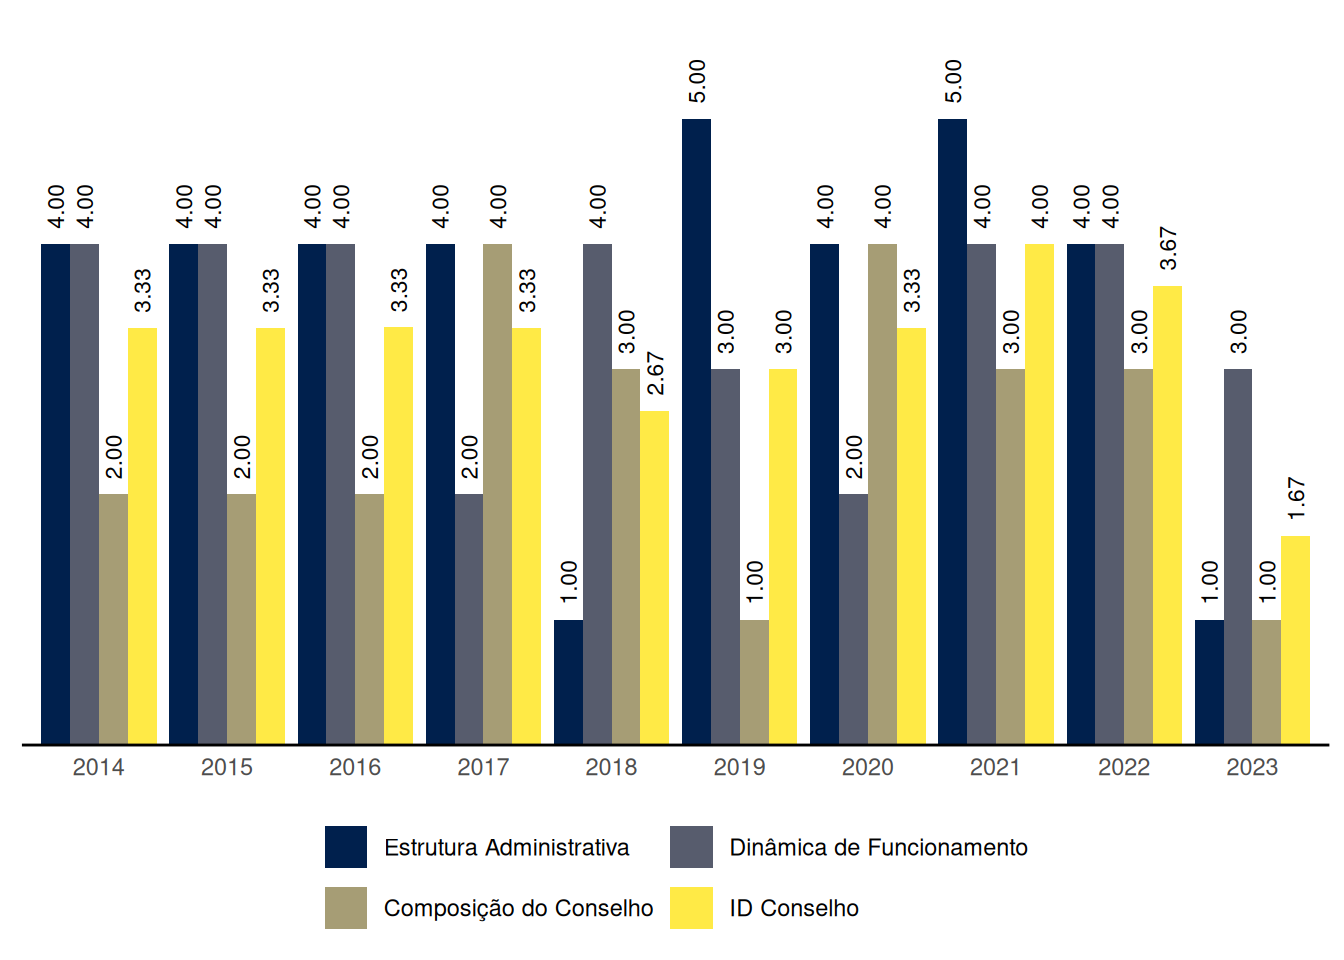 5.00 5.00
4.00 4.00 4.00 4.00 4.00 4.00 4.00 4.00 4.00 4.00 4.00 4.00 4.00 4.00 4.00
3.33 3.33 3.33 3.33 3.33 3.67
3.00 2.67 3.00 3.00 3.00 3.00 3.00
2.00 2.00 2.00 2.00 2.00 1.67
1.00 1.00 1.00 1.00
2014 2015 2016 2017 2018 2019 2020 2021 2022 2023
Estrutura Administrativa Dinâmica de Funcionamento
Composição do Conselho ID Conselho